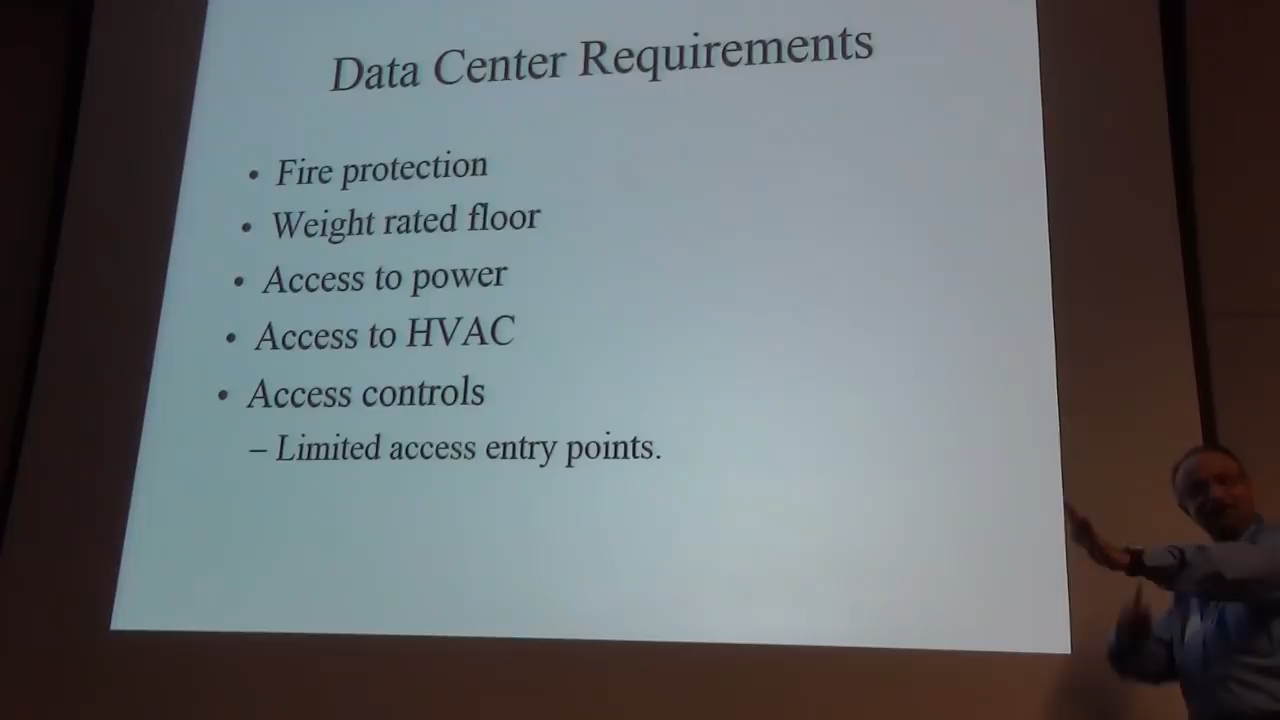 Data Center Requirements
• Fire protection
• Weight rated floor
• Access to power
• Access to HVAC
• Access controls
– Limited access entry points.